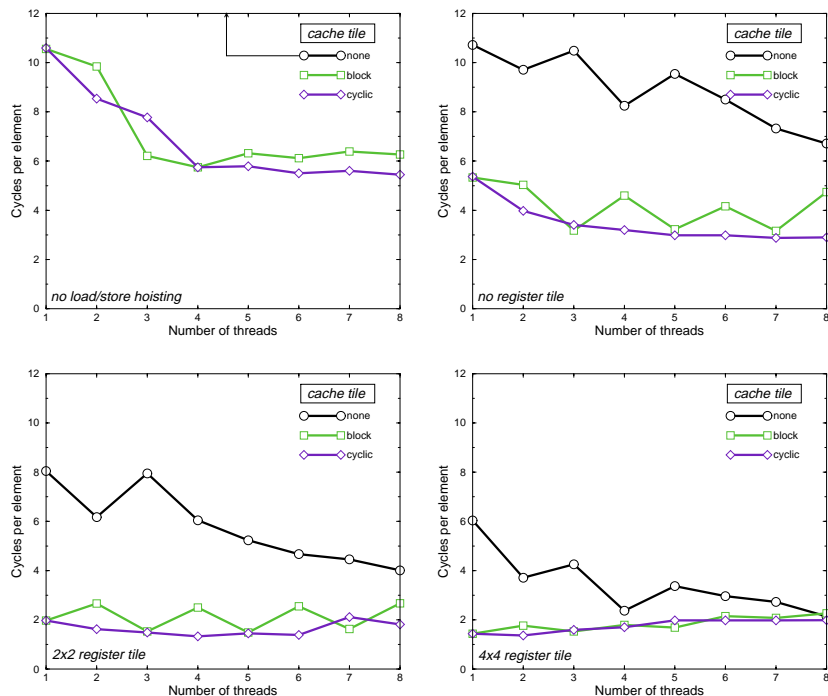 12
10
8
6
4
2
0
Cycles per element
cache tile
none
block
cyclic
no load/store hoisting
1 2 3 4 5 6 7 8
Number of threads
12
10
8
6
4
2
0
Cycles per element
cache tile
none
block
cyclic
no register tile
1 2 3 4 5 6 7 8
Number of threads
12
10
8
6
4
2
0
Cycles per element
cache tile
none
block
cyclic
2x2 register tile
1 2 3 4 5 6 7 8
Number of threads
12
10
8
6
4
2
0
Cycles per element
cache tile
none
block
cyclic
4x4 register tile
1 2 3 4 5 6 7 8
Number of threads